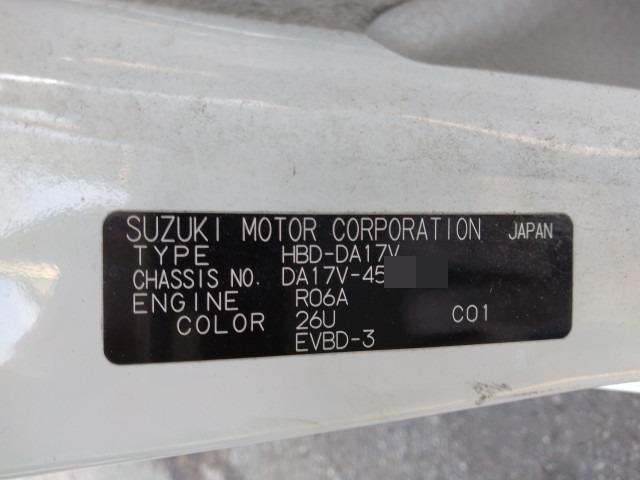 SUZUKI MOTOR CORPORATION JAPAN
TYPE HBD-DA17V
CHASSIS NO. DA17V-45
ENGINE R06A
COLOR 26U C01
EVBD-3